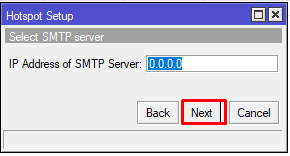 Hotspot Setup
Select SMTP server
IP Address of SMTP Server: 0.0.0.0
Back Next Cancel